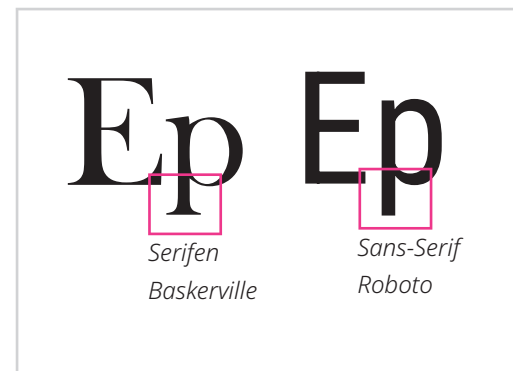 Ep
Ep
Serifen
Baskerville
Sans-Serif
Roboto